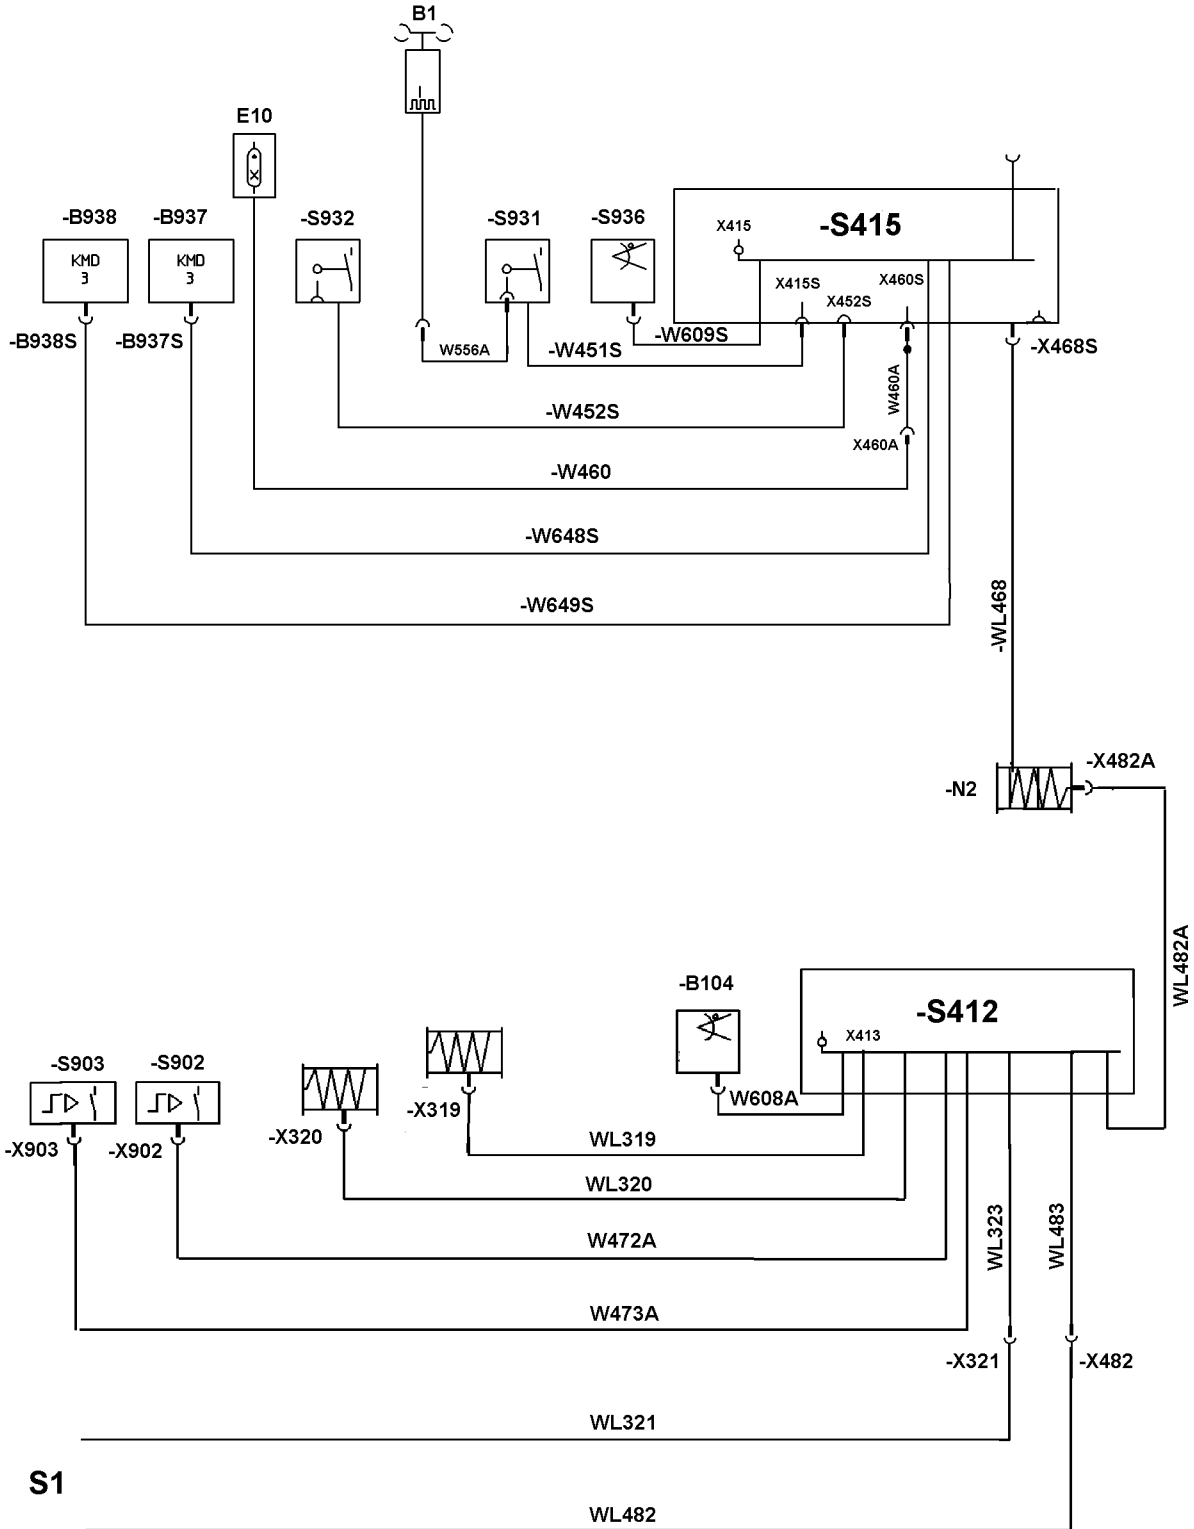 B1
E10
-B938
-B937
-S932
-S931
-S936
X415
-S415
KMD
3
KMD
3
X415S
X460S
X452S
-B938S
-B937S
W556A
-W451S
-W609S
-X468S
W460A
-W452S
X460A
-W460
-W648S
-W649S
-WL468
-X482A
-N2
WL482A
-B104
-S412
X413
-S903
-S902
W608A
-X319
-X320
-X903
-X902
WL319
WL320
WL323
WL483
W472A
W473A
-X321
-X482
WL321
S1
WL482